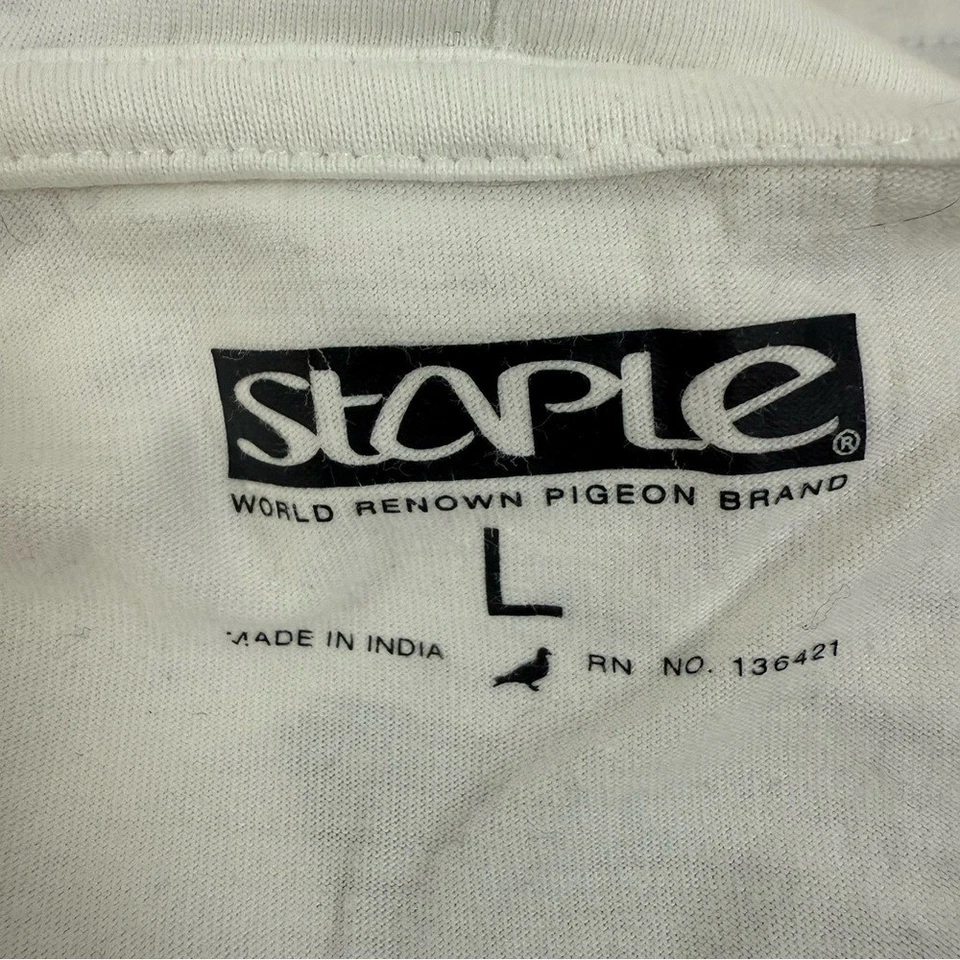 STAPLE®
WORLD RENOWN PIGEON BRAND
L
MADE IN INDIA RN NO. 136421